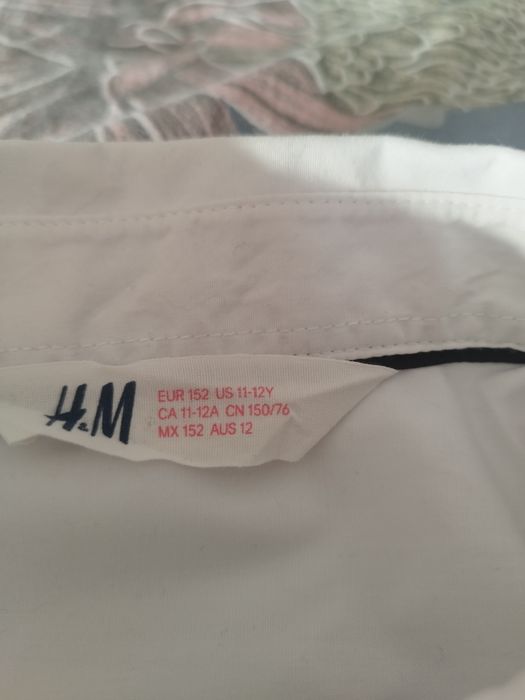 H&M
EUR 152 US 11-12Y
CA 11-12A CN 150/76
MX 152 AUS 12